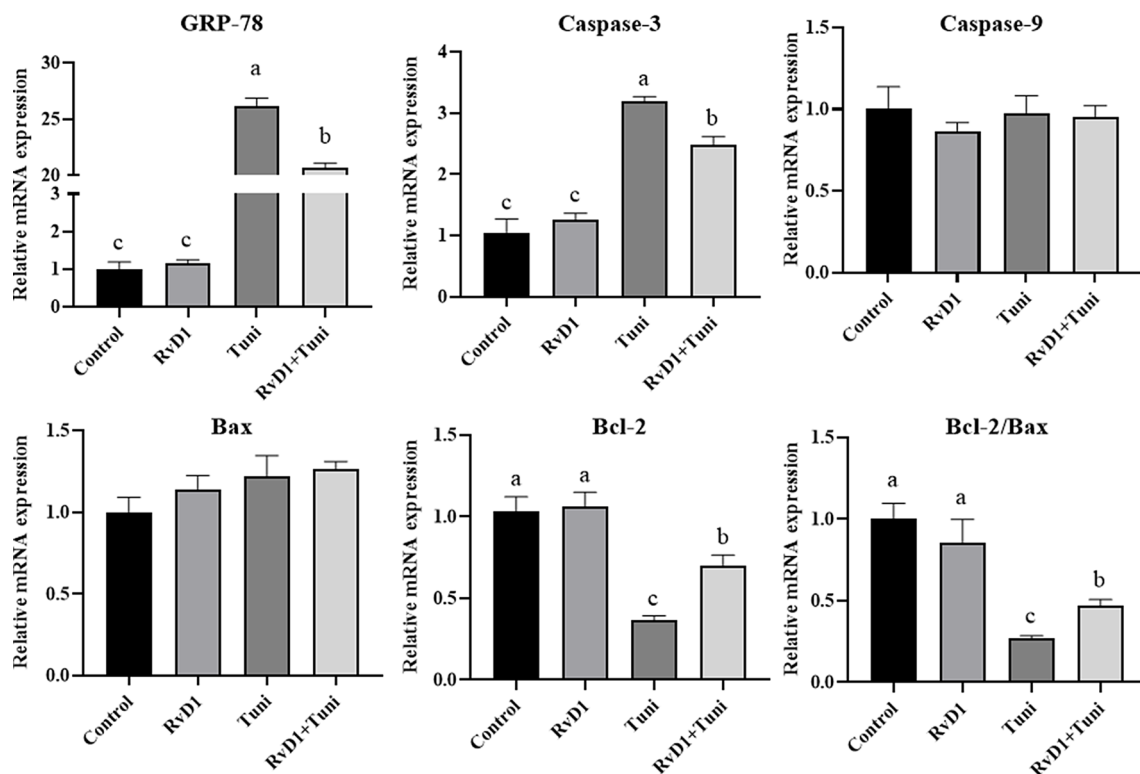 GRP-78
Relative mRNA expression
30
25
20
3
2
1
0
c
c
a
b
Control
RvD1
Tuni
RvD1+Tuni
Caspase-3
Relative mRNA expression
4
3
2
1
0
c
c
a
b
Control
RvD1
Tuni
RvD1+Tuni
Caspase-9
Relative mRNA expression
1.5
1.0
0.5
0.0
Control
RvD1
Tuni
RvD1+Tuni
Bax
Relative mRNA expression
1.5
1.0
0.5
0.0
Control
RvD1
Tuni
RvD1+Tuni
Bcl-2
Relative mRNA expression
1.5
1.0
0.5
0.0
a
a
c
b
Control
RvD1
Tuni
RvD1+Tuni
Bcl-2/Bax
Relative mRNA expression
1.5
1.0
0.5
0.0
a
a
c
b
Control
RvD1
Tuni
RvD1+Tuni